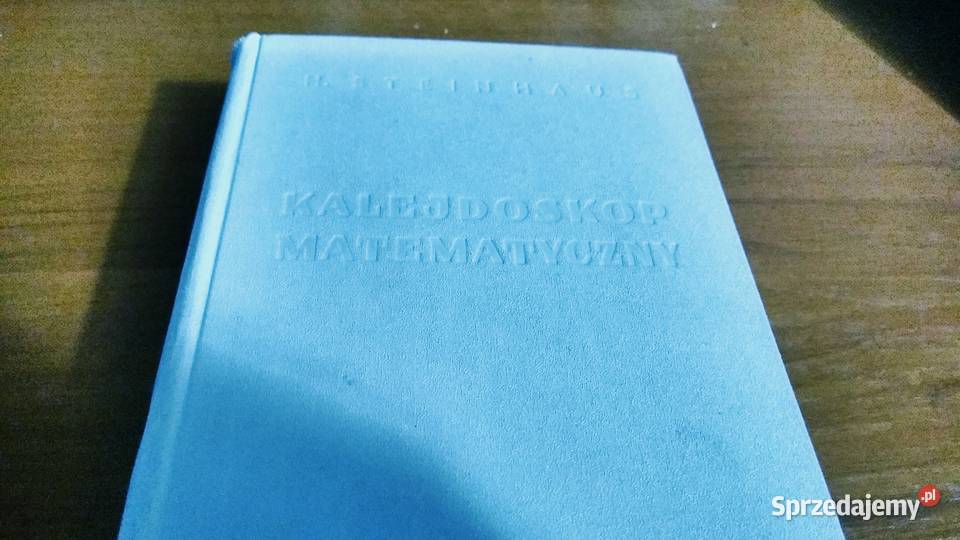 H. STEINHAUS
KALEJDOSKOP
MATEMATYCZNY
Sprzedajemy.pl